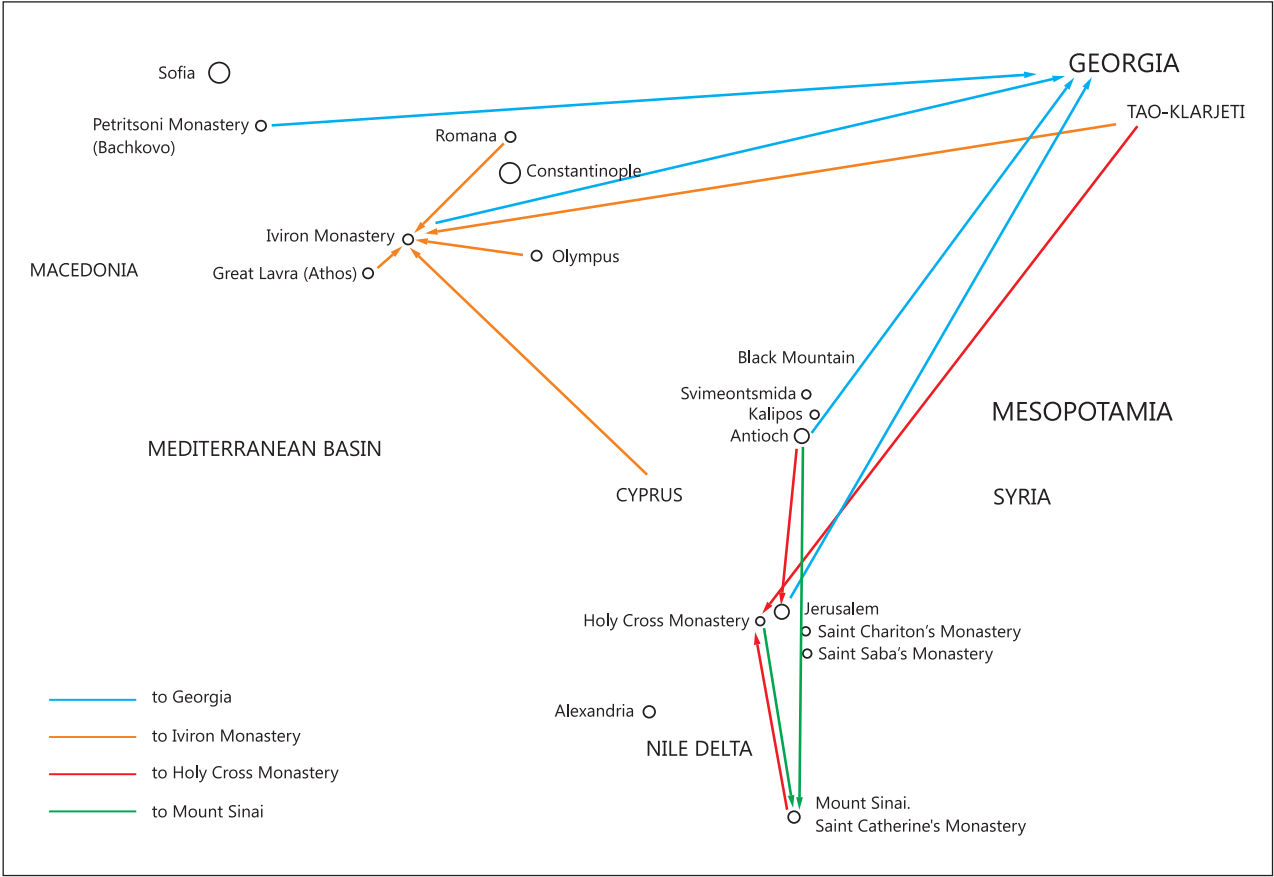 GEORGIA
Sofia
TAO-KLARJETI
Petritsoni Monastery
(Bachkovo)
Romana
Constantinople
Iviron Monastery
Olympus
MACEDONIA
Great Lavra (Athos)
Black Mountain
Svimeontsmida
Kalipos
MESOPOTAMIA
Antioch
MEDITERRANEAN BASIN
CYPRUS
SYRIA
Jerusalem
Holy Cross Monastery
Saint Chariton's Monastery
Saint Saba's Monastery
to Georgia
Alexandria
to Iviron Monastery
NILE DELTA
to Holy Cross Monastery
Mount Sinai.
to Mount Sinai
Saint Catherine's Monastery